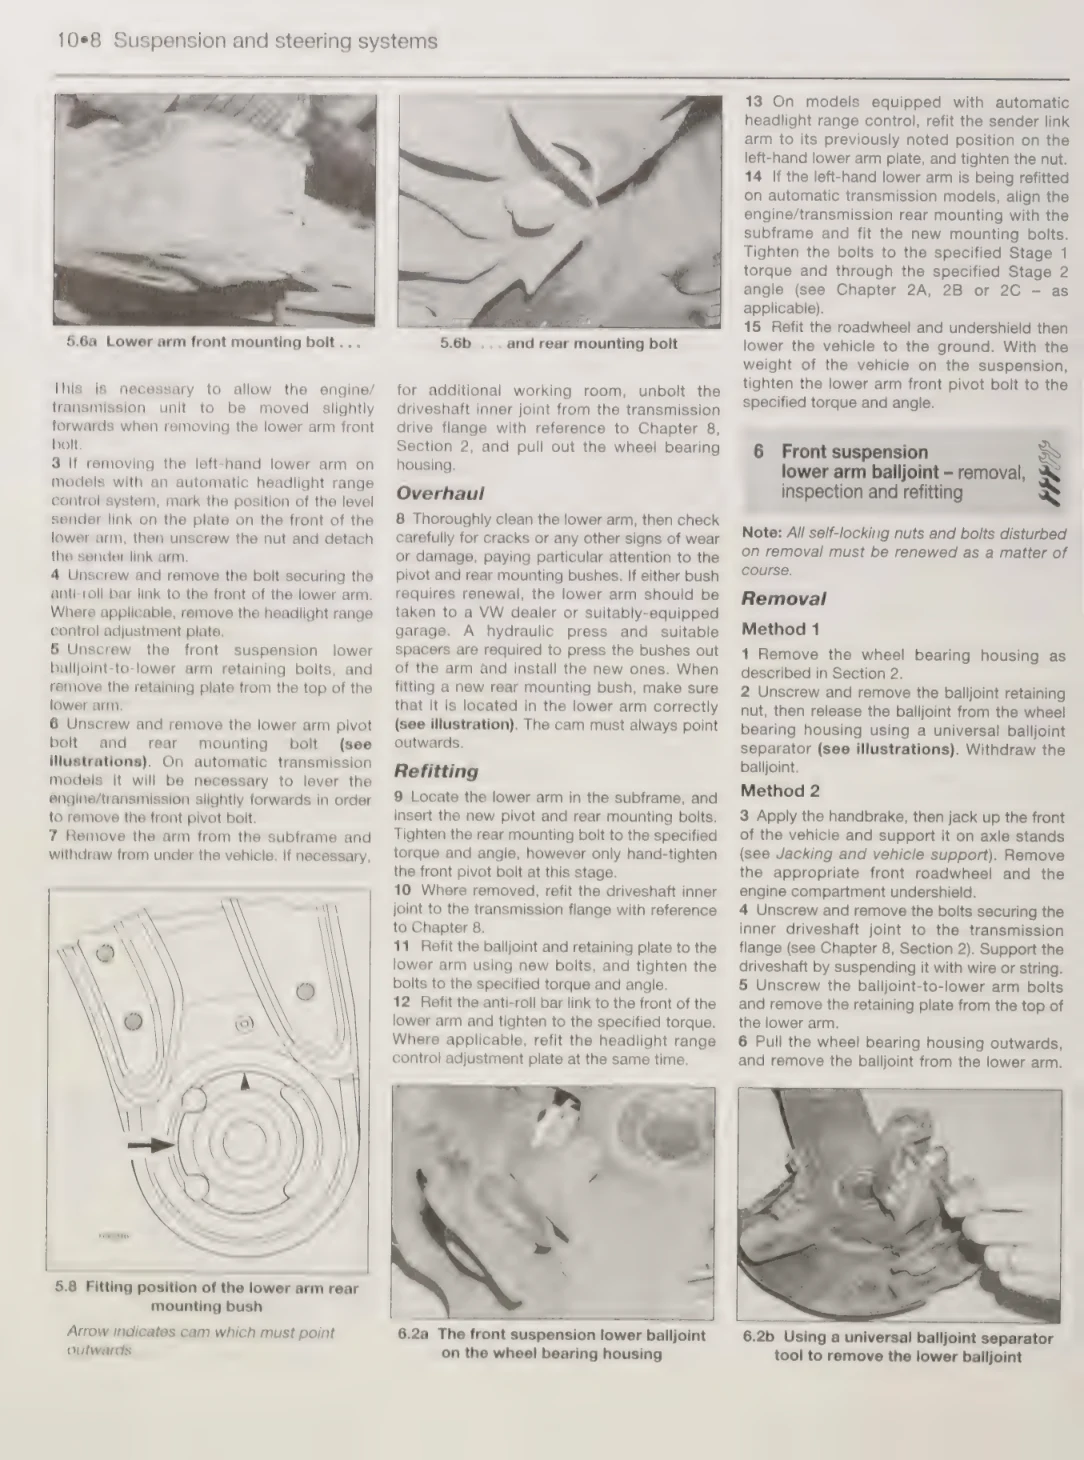 10•8 Suspension and steering systems
5.6a Lower arm front mounting bolt . . .
5.6b . . . and rear mounting bolt
This is necessary to allow the engine/
transmission unit to be moved slightly
forwards when removing the lower arm front
bolt.
3 If removing the left-hand lower arm on
models with an automatic headlight range
control system, mark the position of the level
sender link on the plate on the front of the
lower arm, then unscrew the nut and detach
the sender link arm.
4 Unscrew and remove the bolt securing the
anti-roll bar link to the front of the lower arm.
Where applicable, remove the headlight range
control adjustment plate.
5 Unscrew the front suspension lower
balljoint-to-lower arm retaining bolts, and
remove the retaining plate from the top of the
lower arm.
6 Unscrew and remove the lower arm pivot
bolt and rear mounting bolt (see
illustrations). On automatic transmission
models it will be necessary to lever the
engine/transmission slightly forwards in order
to remove the front pivot bolt.
7 Remove the arm from the subframe and
withdraw from under the vehicle. If necessary,
5.8 Fitting position of the lower arm rear
mounting bush
Arrow indicates cam which must point
outwards
for additional working room, unbolt the
driveshaft inner joint from the transmission
drive flange with reference to Chapter 8,
Section 2, and pull out the wheel bearing
housing.
Overhaul
8 Thoroughly clean the lower arm, then check
carefully for cracks or any other signs of wear
or damage, paying particular attention to the
pivot and rear mounting bushes. If either bush
requires renewal, the lower arm should be
taken to a VW dealer or suitably-equipped
garage. A hydraulic press and suitable
spacers are required to press the bushes out
of the arm and install the new ones. When
fitting a new rear mounting bush, make sure
that it is located in the lower arm correctly
(see illustration). The cam must always point
outwards.
Refitting
9 Locate the lower arm in the subframe, and
insert the new pivot and rear mounting bolts.
Tighten the rear mounting bolt to the specified
torque and angle, however only hand-tighten
the front pivot bolt at this stage.
10 Where removed, refit the driveshaft inner
joint to the transmission flange with reference
to Chapter 8.
11 Refit the balljoint and retaining plate to the
lower arm using new bolts, and tighten the
bolts to the specified torque and angle.
12 Refit the anti-roll bar link to the front of the
lower arm and tighten to the specified torque.
Where applicable, refit the headlight range
control adjustment plate at the same time.
6.2a The front suspension lower balljoint
on the wheel bearing housing
13 On models equipped with automatic
headlight range control, refit the sender link
arm to its previously noted position on the
left-hand lower arm plate, and tighten the nut.
14 If the left-hand lower arm is being refitted
on automatic transmission models, align the
engine/transmission rear mounting with the
subframe and fit the new mounting bolts.
Tighten the bolts to the specified Stage 1
torque and through the specified Stage 2
angle (see Chapter 2A, 2B or 2C – as
applicable).
15 Refit the roadwheel and undershield then
lower the vehicle to the ground. With the
weight of the vehicle on the suspension,
tighten the lower arm front pivot bolt to the
specified torque and angle.
6 Front suspension
lower arm balljoint – removal,
inspection and refitting
Note: All self-locking nuts and bolts disturbed
on removal must be renewed as a matter of
course.
Removal
Method 1
1 Remove the wheel bearing housing as
described in Section 2.
2 Unscrew and remove the balljoint retaining
nut, then release the balljoint from the wheel
bearing housing using a universal balljoint
separator (see illustrations). Withdraw the
balljoint.
Method 2
3 Apply the handbrake, then jack up the front
of the vehicle and support it on axle stands
(see Jacking and vehicle support). Remove
the appropriate front roadwheel and the
engine compartment undershield.
4 Unscrew and remove the bolts securing the
inner driveshaft joint to the transmission
flange (see Chapter 8, Section 2). Support the
driveshaft by suspending it with wire or string.
5 Unscrew the balljoint-to-lower arm bolts
and remove the retaining plate from the top of
the lower arm.
6 Pull the wheel bearing housing outwards,
and remove the balljoint from the lower arm.
6.2b Using a universal balljoint separator
tool to remove the lower balljoint